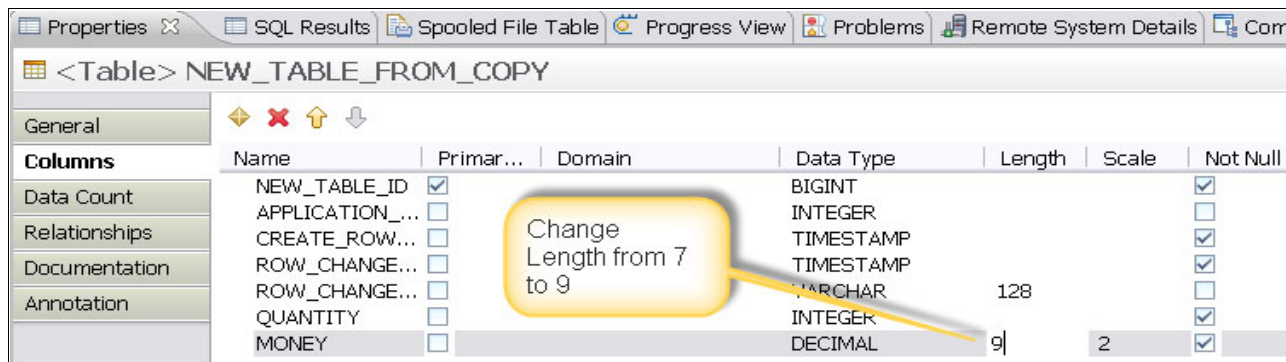 Properties SQL Results Spooled File Table Progress View Problems Remote System Details Com
<Table> NEW_TABLE_FROM_COPY
General
Columns
Data Count
Relationships
Documentation
Annotation
Name Primar... Domain Data Type Length Scale Not Null
NEW_TABLE_ID BIGINT
APPLICATION_... INTEGER
CREATE_ROW... TIMESTAMP
ROW_CHANGE... TIMESTAMP
ROW_CHANGE... VARCHAR 128
QUANTITY INTEGER
MONEY DECIMAL 9 2
Change
Length from 7
to 9